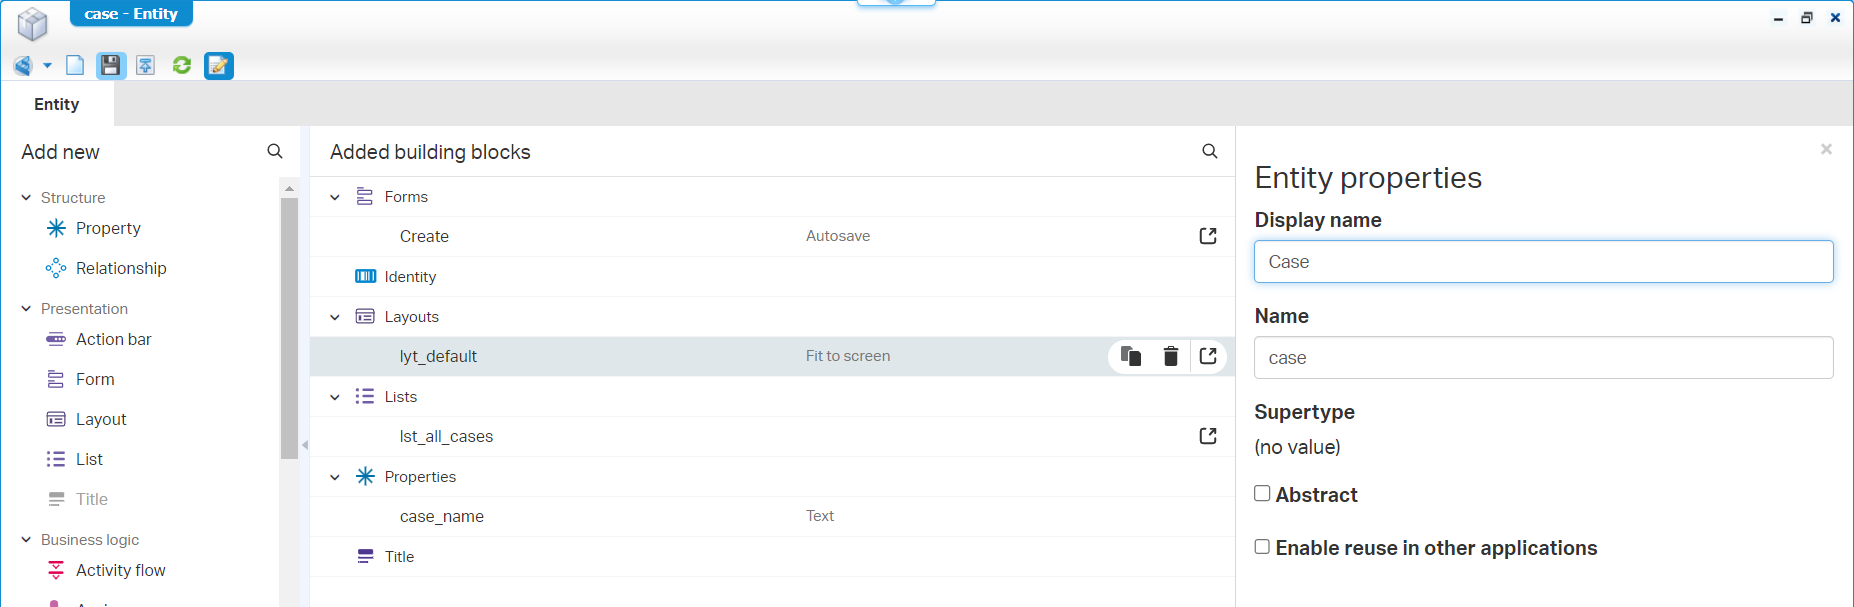 case - Entity
Entity
Add new
Structure
Property
Relationship
Presentation
Action bar
Form
Layout
List
Title
Business logic
Activity flow
Added building blocks
Forms
Create Autosave
Identity
Layouts
lyt_default Fit to screen
Lists
lst_all_cases
Properties
case_name Text
Title
Entity properties
Display name
Case
Name
case
Supertype
(no value)
Abstract
Enable reuse in other applications